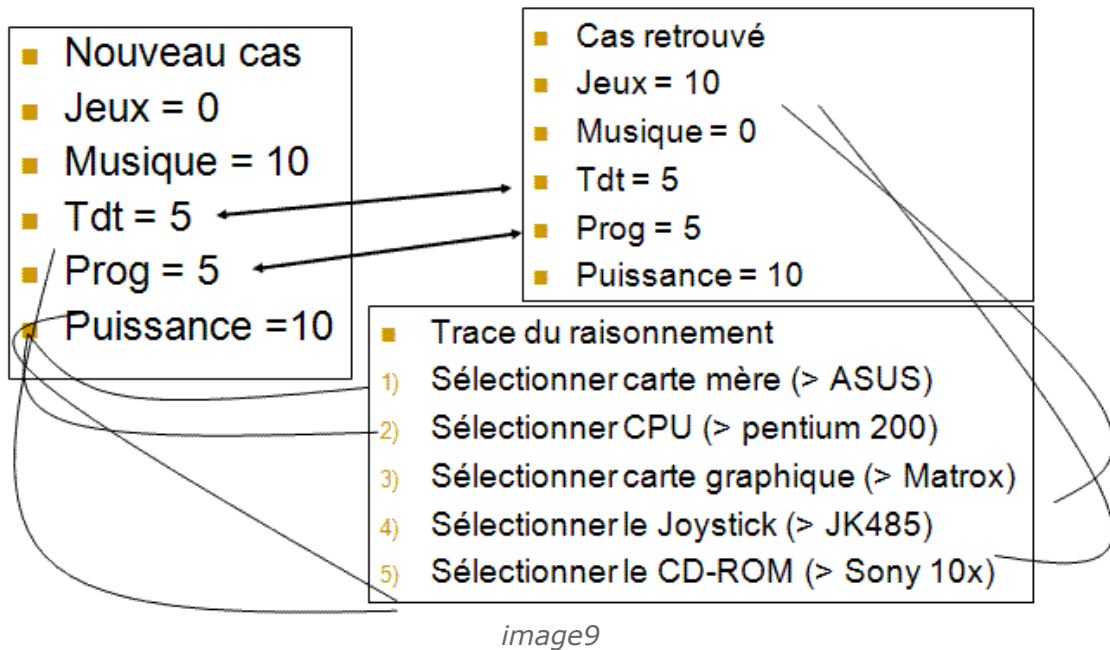 Nouveau cas
Jeux = 0
Musique = 10
Tdt = 5
Prog = 5
Puissance =10
Cas retrouvé
Jeux = 10
Musique = 0
Tdt = 5
Prog = 5
Puissance = 10
Trace du raisonnement
1) Sélectionner carte mère (> ASUS)
2) Sélectionner CPU (> pentium 200)
3) Sélectionner carte graphique (> Matrox)
4) Sélectionner le Joystick (> JK485)
5) Sélectionner le CD-ROM (> Sony 10x)
image9